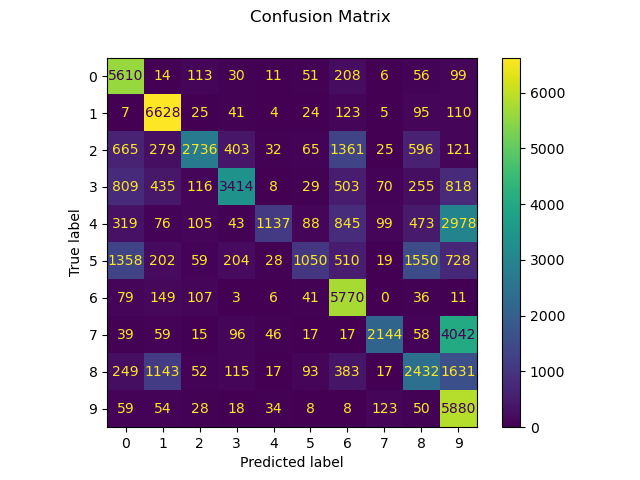 Confusion Matrix
0 5610 14 113 30 11 51 208 6 56 99
1 7 6628 25 41 4 24 123 5 95 110
2 665 279 2736 403 32 65 1361 25 596 121
3 809 435 116 3414 8 29 503 70 255 818
4 319 76 105 43 1137 88 845 99 473 2978
5 1358 202 59 204 28 1050 510 19 1550 728
6 79 149 107 3 6 41 5770 0 36 11
7 39 59 15 96 46 17 17 2144 58 4042
8 249 1143 52 115 17 93 383 17 2432 1631
9 59 54 28 18 34 8 8 123 50 5880
0 1 2 3 4 5 6 7 8 9
Predicted label
True label
6000
5000
4000
3000
2000
1000
0